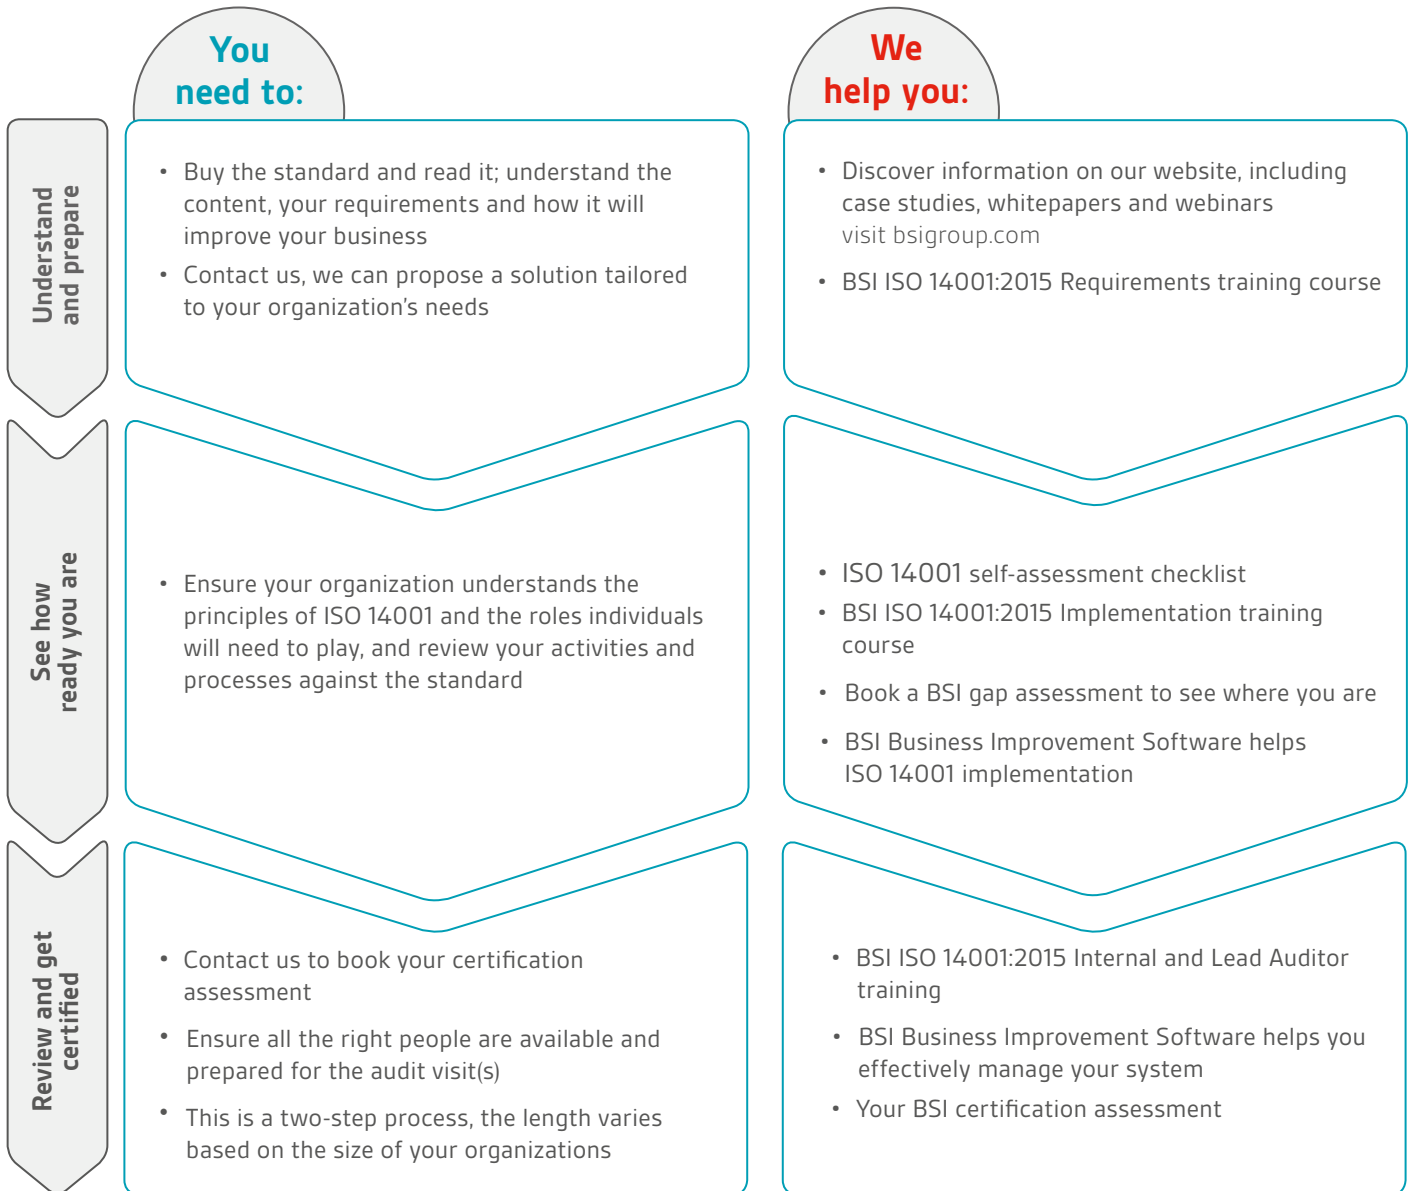 You
need to:
We
help you:
Understand
and prepare
• Buy the standard and read it; understand the
content, your requirements and how it will
improve your business
• Contact us, we can propose a solution tailored
to your organization's needs
• Discover information on our website, including
case studies, whitepapers and webinars
visit bsigroup.com
• BSI ISO 14001:2015 Requirements training course
See how
ready you are
• Ensure your organization understands the
principles of ISO 14001 and the roles individuals
will need to play, and review your activities and
processes against the standard
• ISO 14001 self-assessment checklist
• BSI ISO 14001:2015 Implementation training
course
• Book a BSI gap assessment to see where you are
• BSI Business Improvement Software helps
ISO 14001 implementation
Review and get
certified
• Contact us to book your certification
assessment
• Ensure all the right people are available and
prepared for the audit visit(s)
• This is a two-step process, the length varies
based on the size of your organizations
• BSI ISO 14001:2015 Internal and Lead Auditor
training
• BSI Business Improvement Software helps you
effectively manage your system
• Your BSI certification assessment